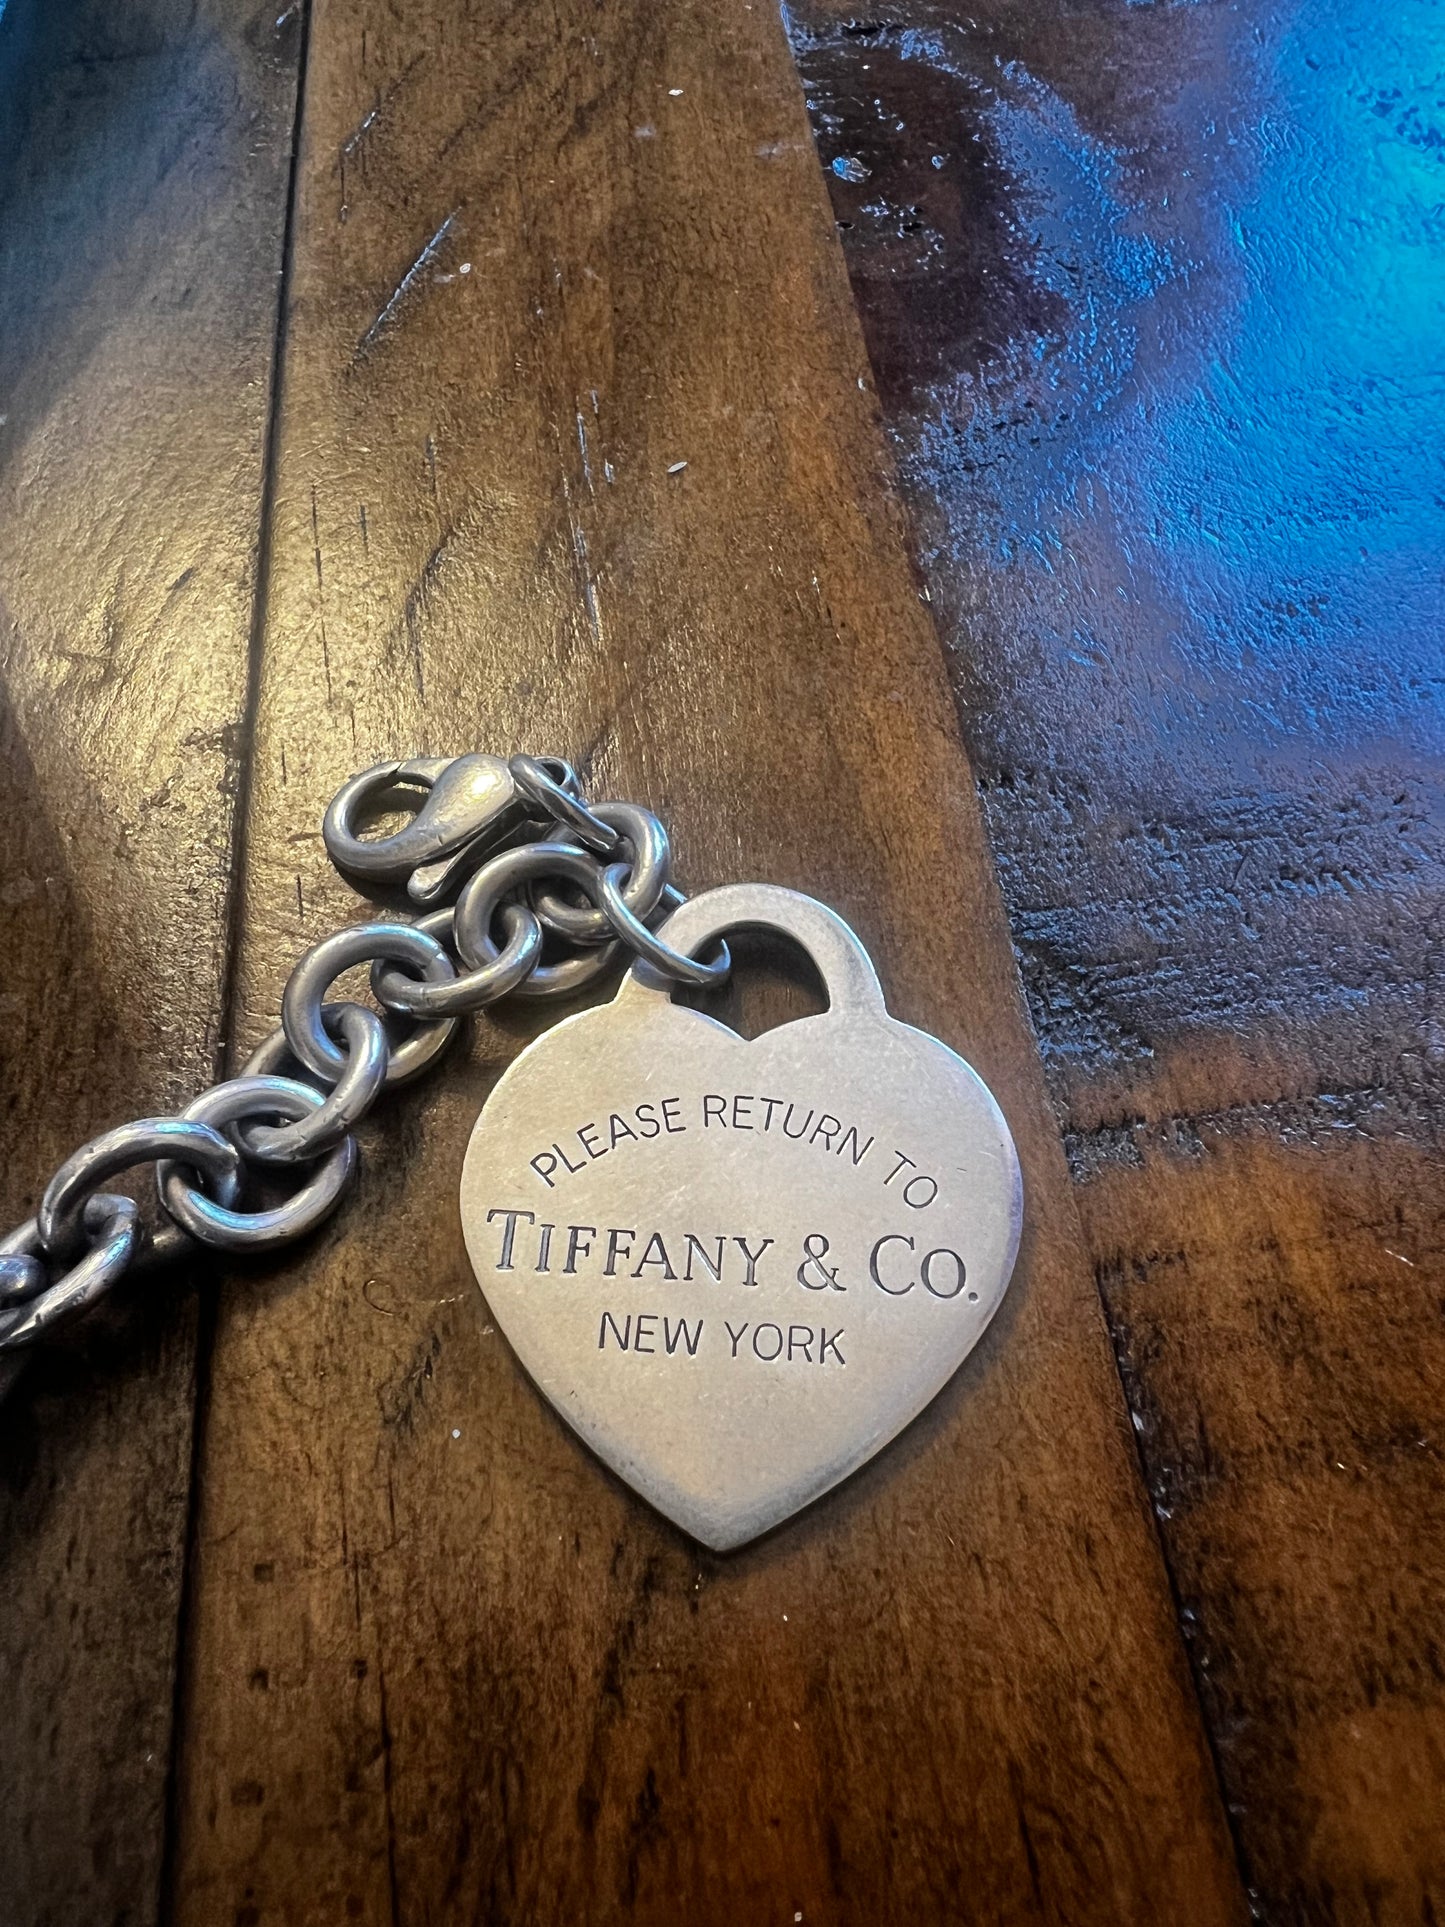 PLEASE RETURN TO
TIFFANY & CO.
NEW YORK